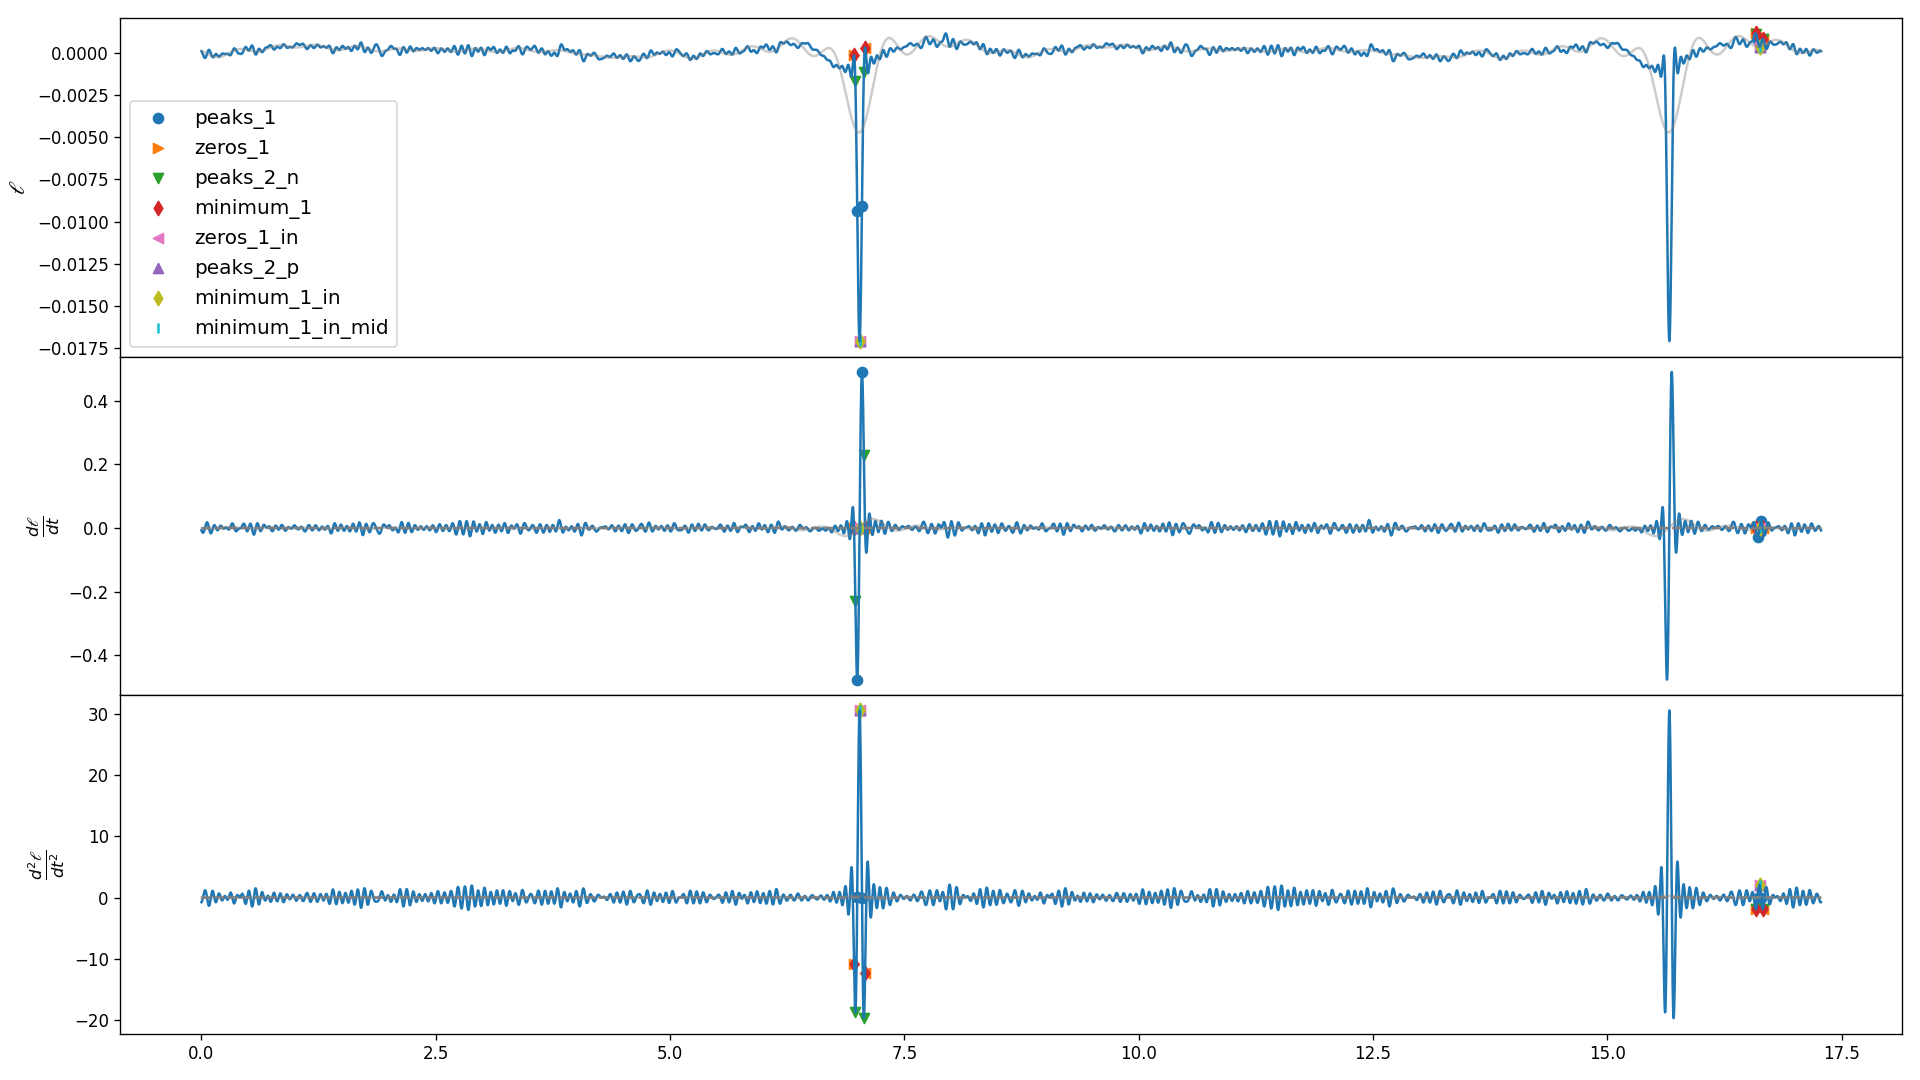 0.0000
−0.0025
−0.0050
−0.0075
−0.0100
−0.0125
−0.0150
−0.0175
ℓ
peaks_1
zeros_1
peaks_2_n
minimum_1
zeros_1_in
peaks_2_p
minimum_1_in
minimum_1_in_mid
0.4
0.2
0.0
−0.2
−0.4
dℓ/dt
30
20
10
0
−10
−20
d²ℓ/dt²
0.0 2.5 5.0 7.5 10.0 12.5 15.0 17.5